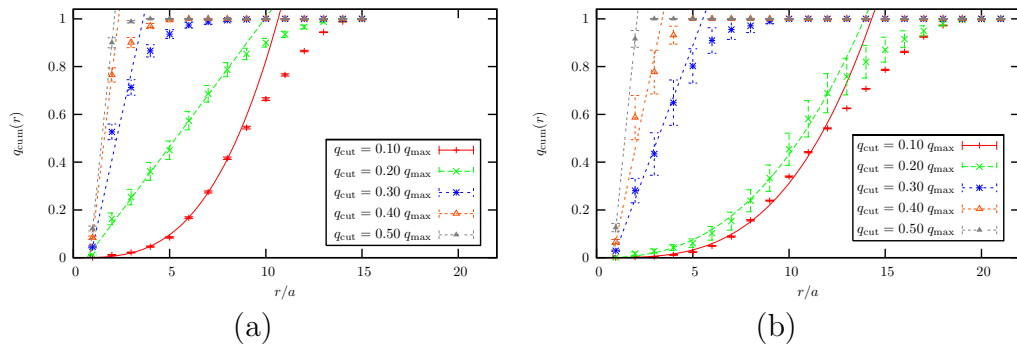 1
0.8
0.6
0.4
0.2
0
q_cum(r)
0 5 10 15 20
r/a
q_cut = 0.10 q_max
q_cut = 0.20 q_max
q_cut = 0.30 q_max
q_cut = 0.40 q_max
q_cut = 0.50 q_max
(a)
1
0.8
0.6
0.4
0.2
0
q_cum(r)
0 5 10 15 20
r/a
q_cut = 0.10 q_max
q_cut = 0.20 q_max
q_cut = 0.30 q_max
q_cut = 0.40 q_max
q_cut = 0.50 q_max
(b)